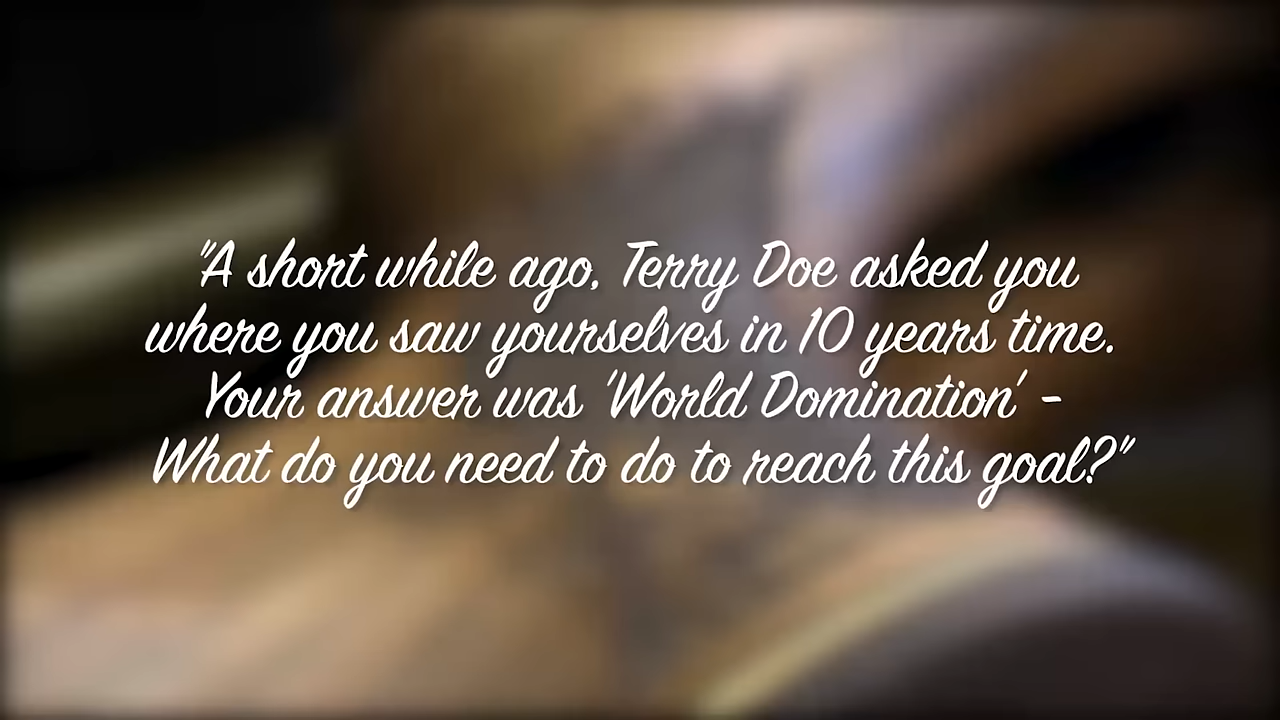 "A short while ago, Terry Doe asked you
where you saw yourselves in 10 years time.
Your answer was 'World Domination' -
What do you need to do to reach this goal?"